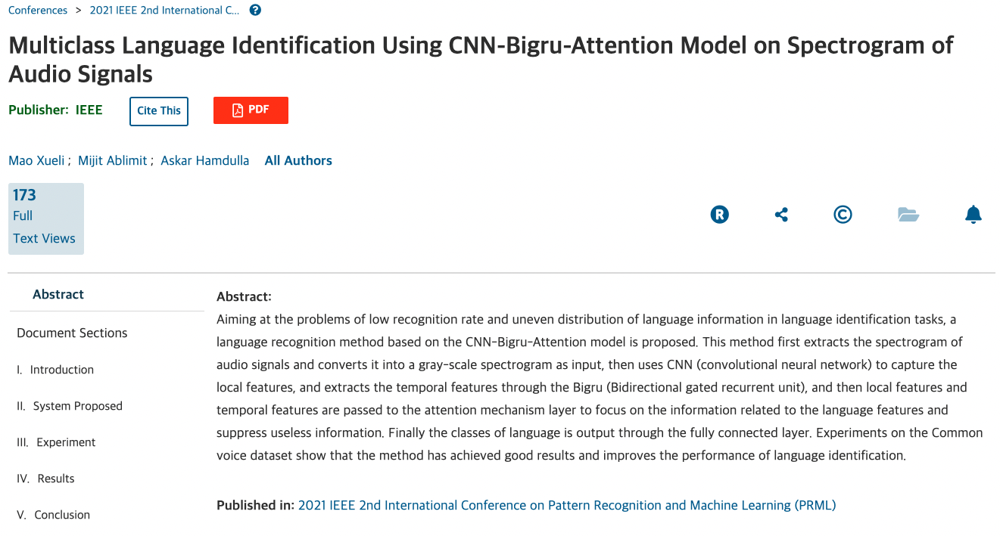 Conferences > 2021 IEEE 2nd International C... ?
Multiclass Language Identification Using CNN-Bigru-Attention Model on Spectrogram of
Audio Signals
Publisher: IEEE Cite This PDF
Mao Xueli ; Mijit Ablimit ; Askar Hamdulla All Authors
173
Full
Text Views
R
©
Abstract
Document Sections
I. Introduction
II. System Proposed
III. Experiment
IV. Results
V. Conclusion
Abstract:
Aiming at the problems of low recognition rate and uneven distribution of language information in language identification tasks, a
language recognition method based on the CNN-Bigru-Attention model is proposed. This method first extracts the spectrogram of
audio signals and converts it into a gray-scale spectrogram as input, then uses CNN (convolutional neural network) to capture the
local features, and extracts the temporal features through the Bigru (Bidirectional gated recurrent unit), and then local features and
temporal features are passed to the attention mechanism layer to focus on the information related to the language features and
suppress useless information. Finally the classes of language is output through the fully connected layer. Experiments on the Common
voice dataset show that the method has achieved good results and improves the performance of language identification.
Published in: 2021 IEEE 2nd International Conference on Pattern Recognition and Machine Learning (PRML)